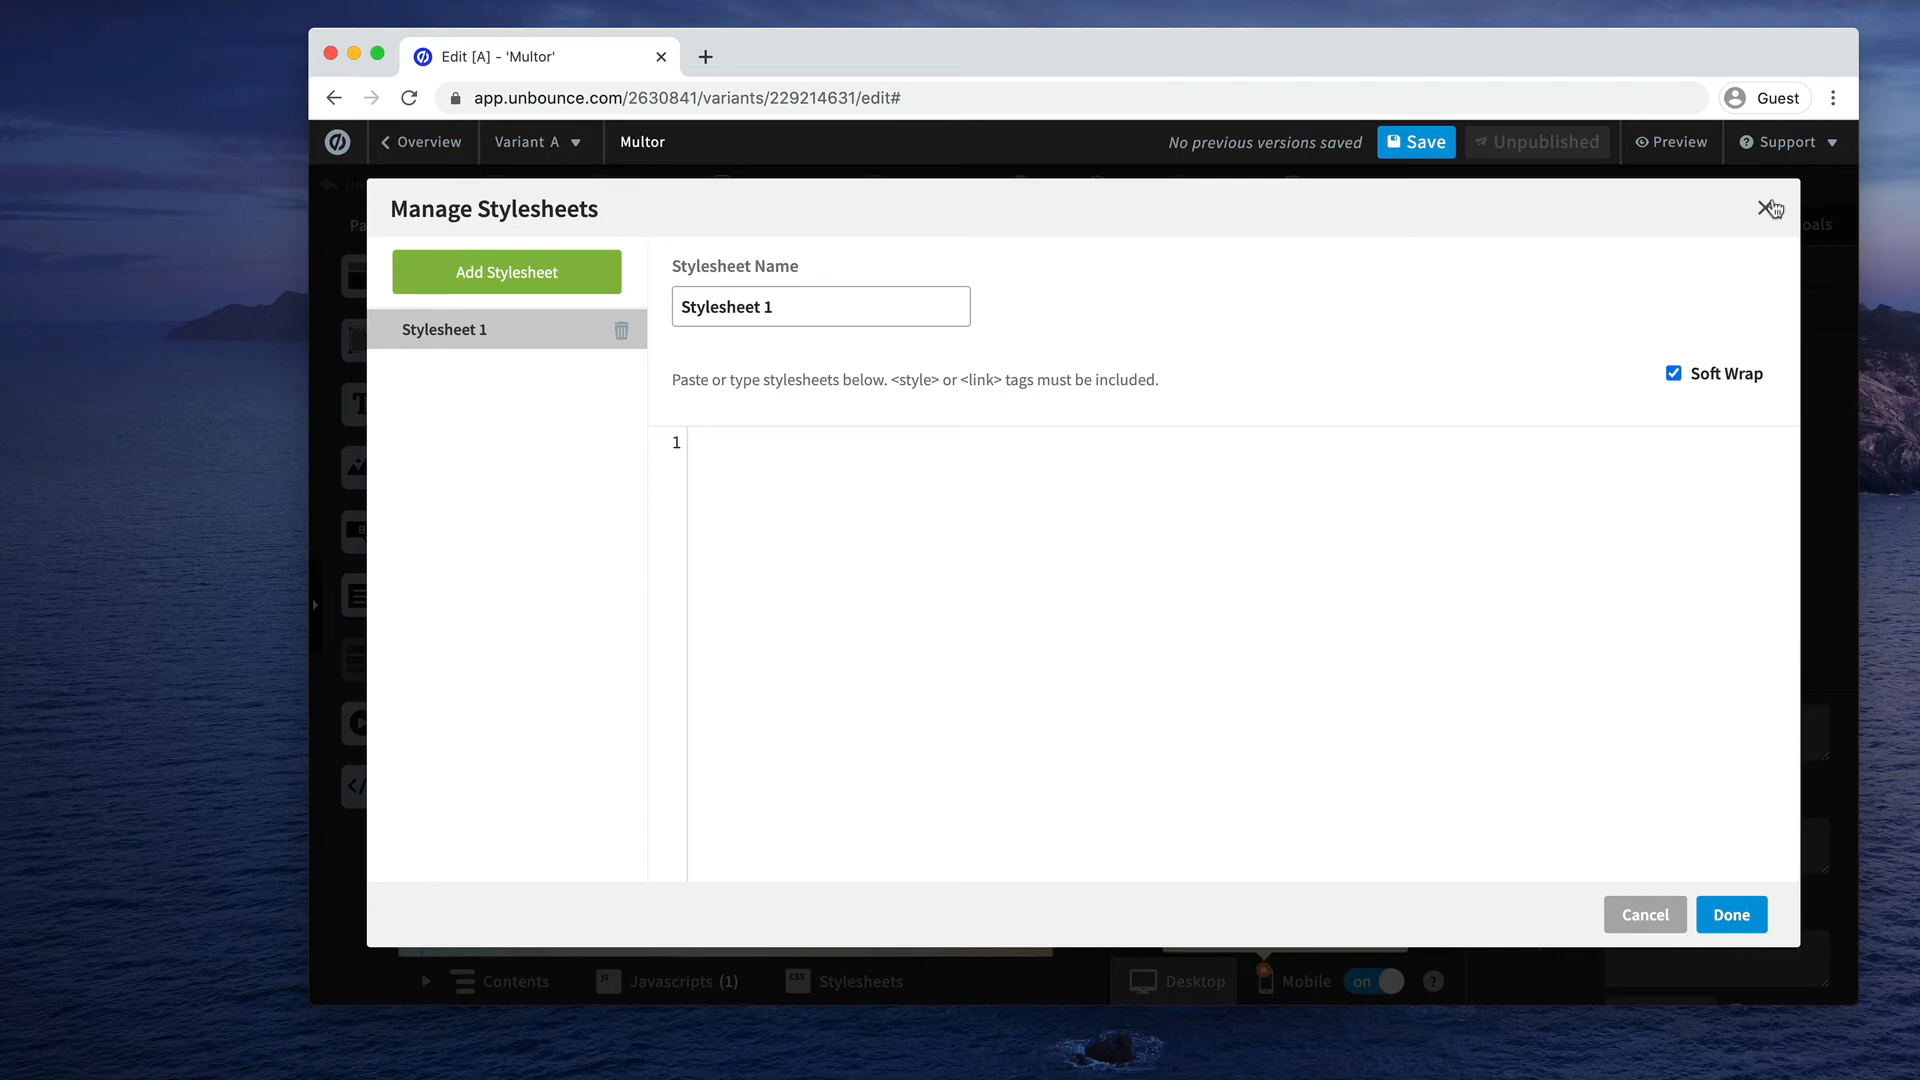 Edit [A] - 'Multor'
app.unbounce.com/2630841/variants/229214631/edit#
Guest
Overview
Variant A
Multor
No previous versions saved
Save
Unpublished
Preview
Support
Manage Stylesheets
Add Stylesheet
Stylesheet 1
Stylesheet Name
Stylesheet 1
Paste or type stylesheets below. <style> or <link> tags must be included.
Soft Wrap
1
Cancel
Done
Contents
JS
Javascripts (1)
CSS
Stylesheets
Desktop
Mobile
on
?